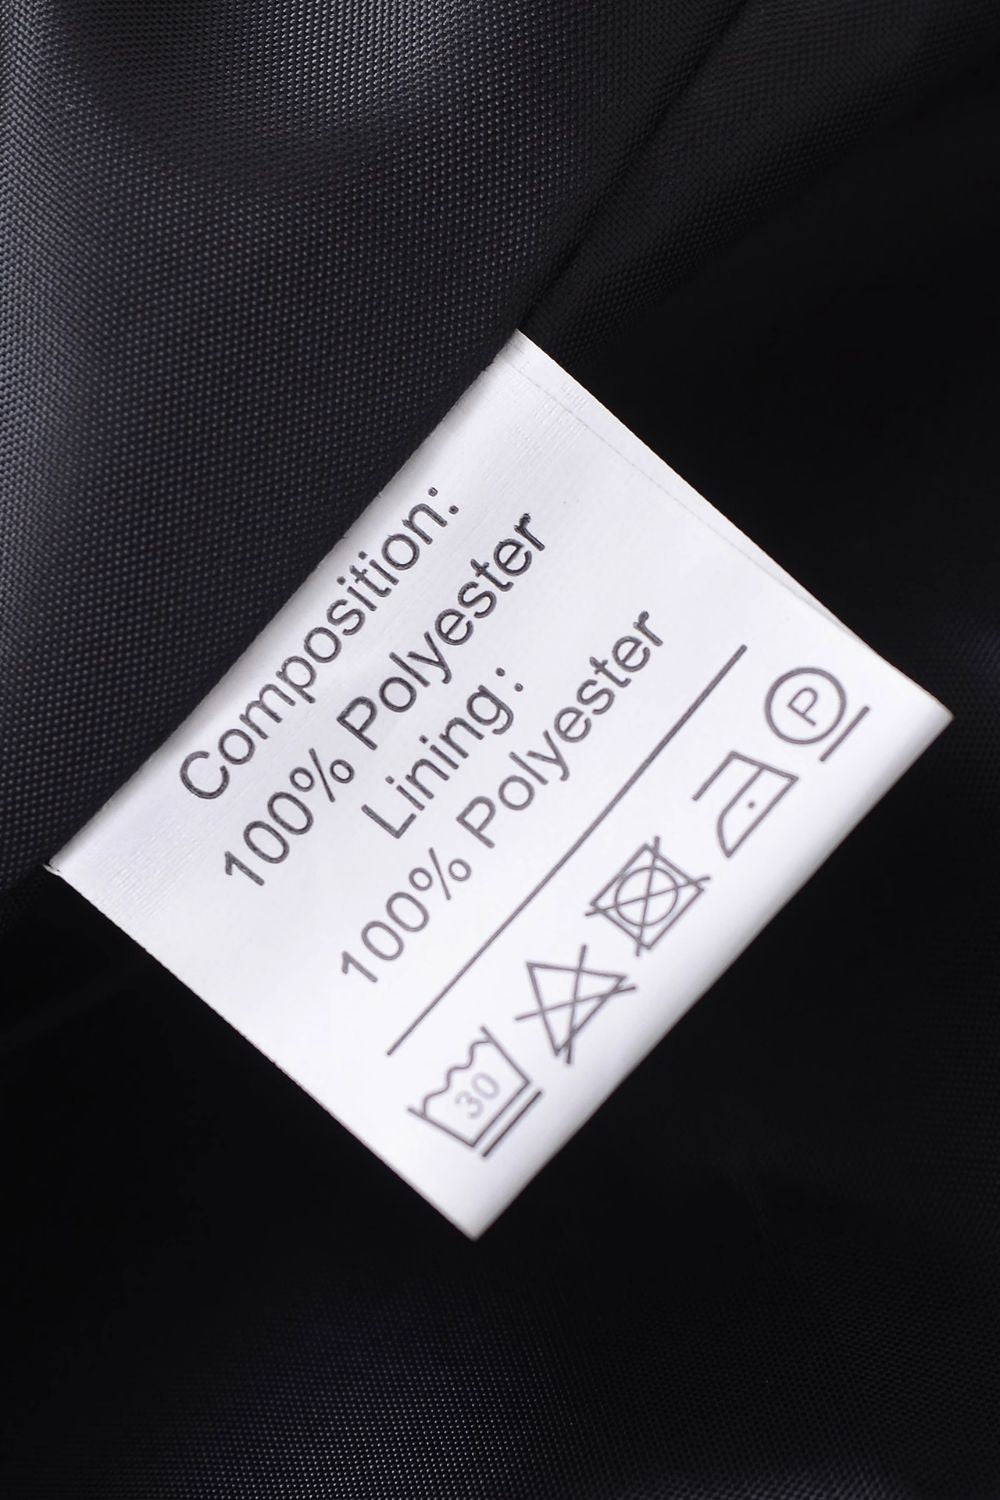 Composition:
100% Polyester
Lining :
100% Polyester
30 P